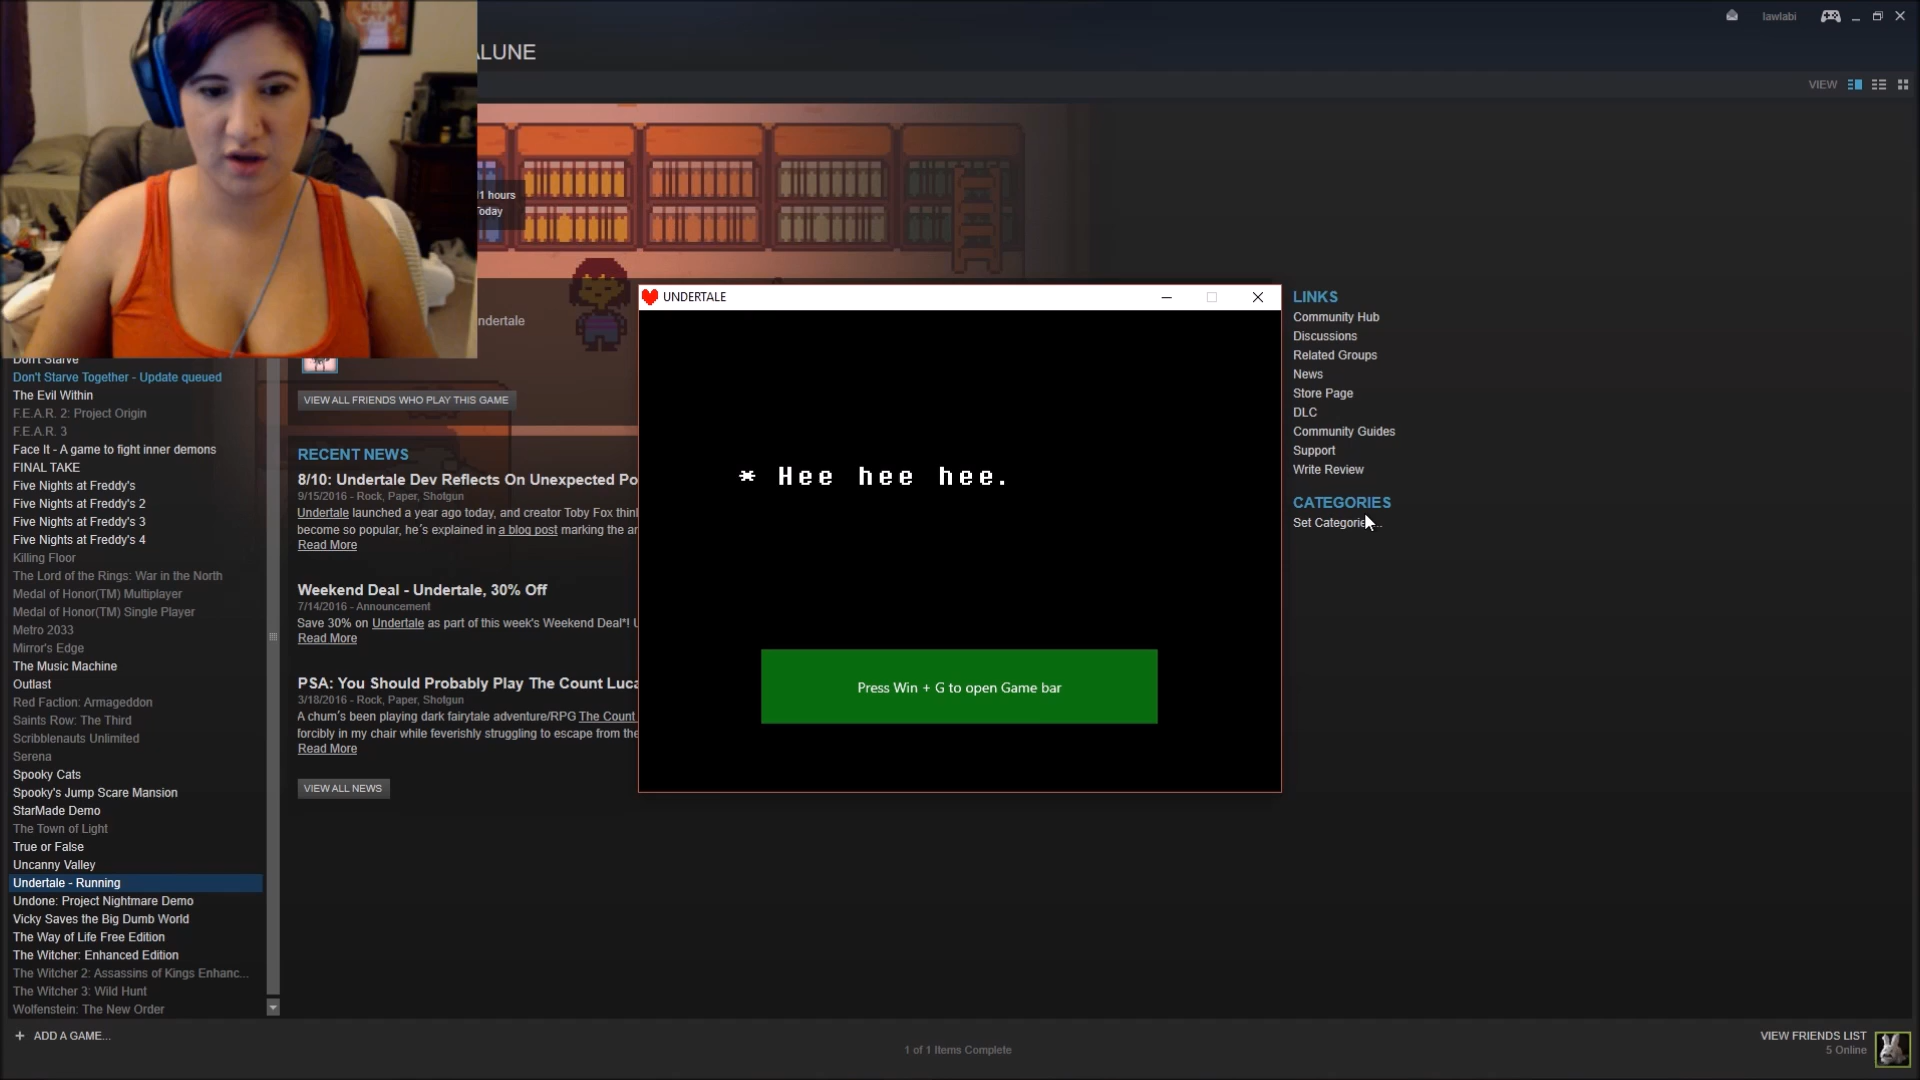 KEEP
CALM
lawlabi
ALUNE
VIEW
11 hours
Today
Undertale
UNDERTALE
* Hee hee hee.
Press Win + G to open Game bar
Don't Starve
Don't Starve Together - Update queued
The Evil Within
F.E.A.R. 2: Project Origin
F.E.A.R. 3
Face It - A game to fight inner demons
FINAL TAKE
Five Nights at Freddy's
Five Nights at Freddy's 2
Five Nights at Freddy's 3
Five Nights at Freddy's 4
Killing Floor
The Lord of the Rings: War in the North
Medal of Honor(TM) Multiplayer
Medal of Honor(TM) Single Player
Metro 2033
Mirror's Edge
The Music Machine
Outlast
Red Faction: Armageddon
Saints Row: The Third
Scribblenauts Unlimited
Serena
Spooky Cats
Spooky's Jump Scare Mansion
StarMade Demo
The Town of Light
True or False
Uncanny Valley
Undertale - Running
Undone: Project Nightmare Demo
Vicky Saves the Big Dumb World
The Way of Life Free Edition
The Witcher: Enhanced Edition
The Witcher 2: Assassins of Kings Enhanc...
The Witcher 3: Wild Hunt
Wolfenstein: The New Order
+ ADD A GAME...
VIEW ALL FRIENDS WHO PLAY THIS GAME
RECENT NEWS
8/10: Undertale Dev Reflects On Unexpected Po
9/15/2016 - Rock, Paper, Shotgun
Undertale launched a year ago today, and creator Toby Fox thin
become so popular, he's explained in a blog post marking the an
Read More
Weekend Deal - Undertale, 30% Off
7/14/2016 - Announcement
Save 30% on Undertale as part of this week's Weekend Deal*! U
Read More
PSA: You Should Probably Play The Count Luca
3/18/2016 - Rock, Paper, Shotgun
A chum's been playing dark fairytale adventure/RPG The Count
forcibly in my chair while feverishly struggling to escape from the
Read More
VIEW ALL NEWS
LINKS
Community Hub
Discussions
Related Groups
News
Store Page
DLC
Community Guides
Support
Write Review
CATEGORIES
Set Categories...
1 of 1 Items Complete
VIEW FRIENDS LIST
5 Online